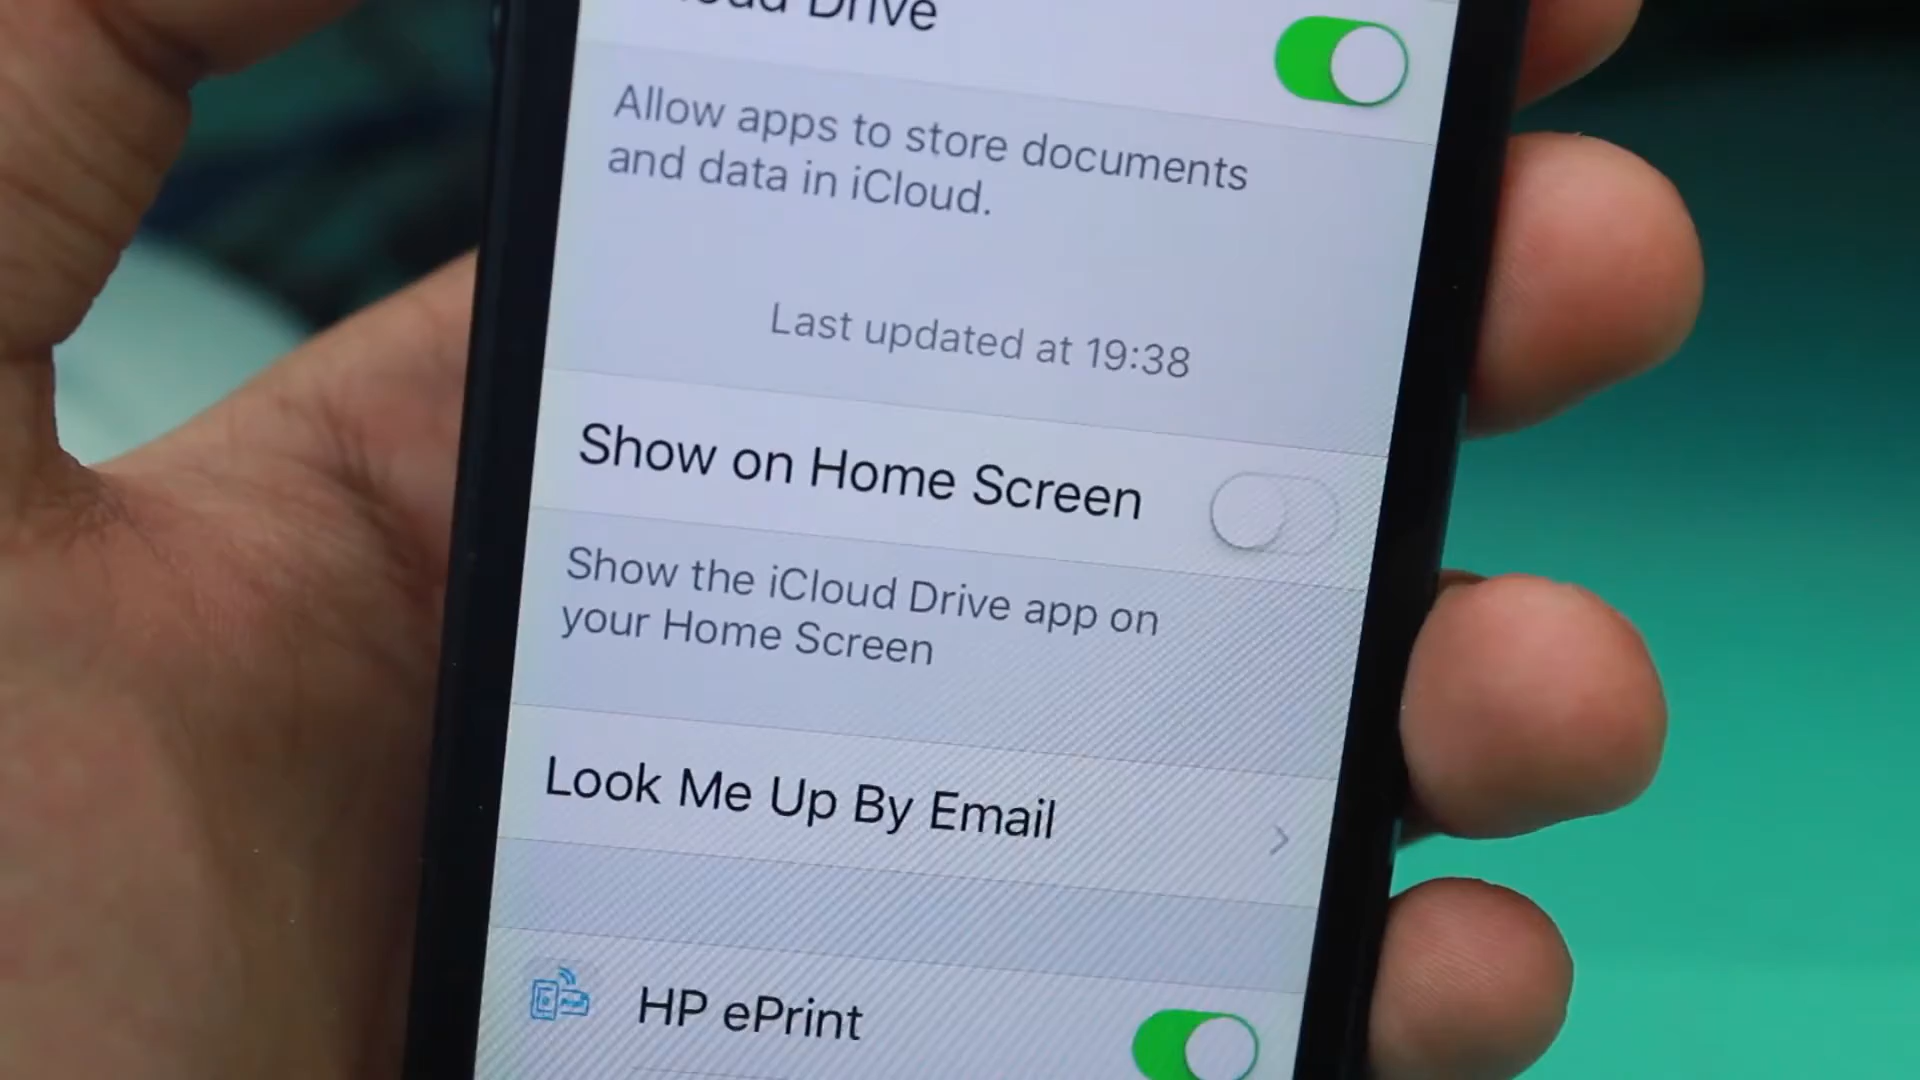 Drive
Allow apps to store documents
and data in iCloud.
Last updated at 19:38
Show on Home Screen
Show the iCloud Drive app on
your Home Screen
Look Me Up By Email
HP ePrint